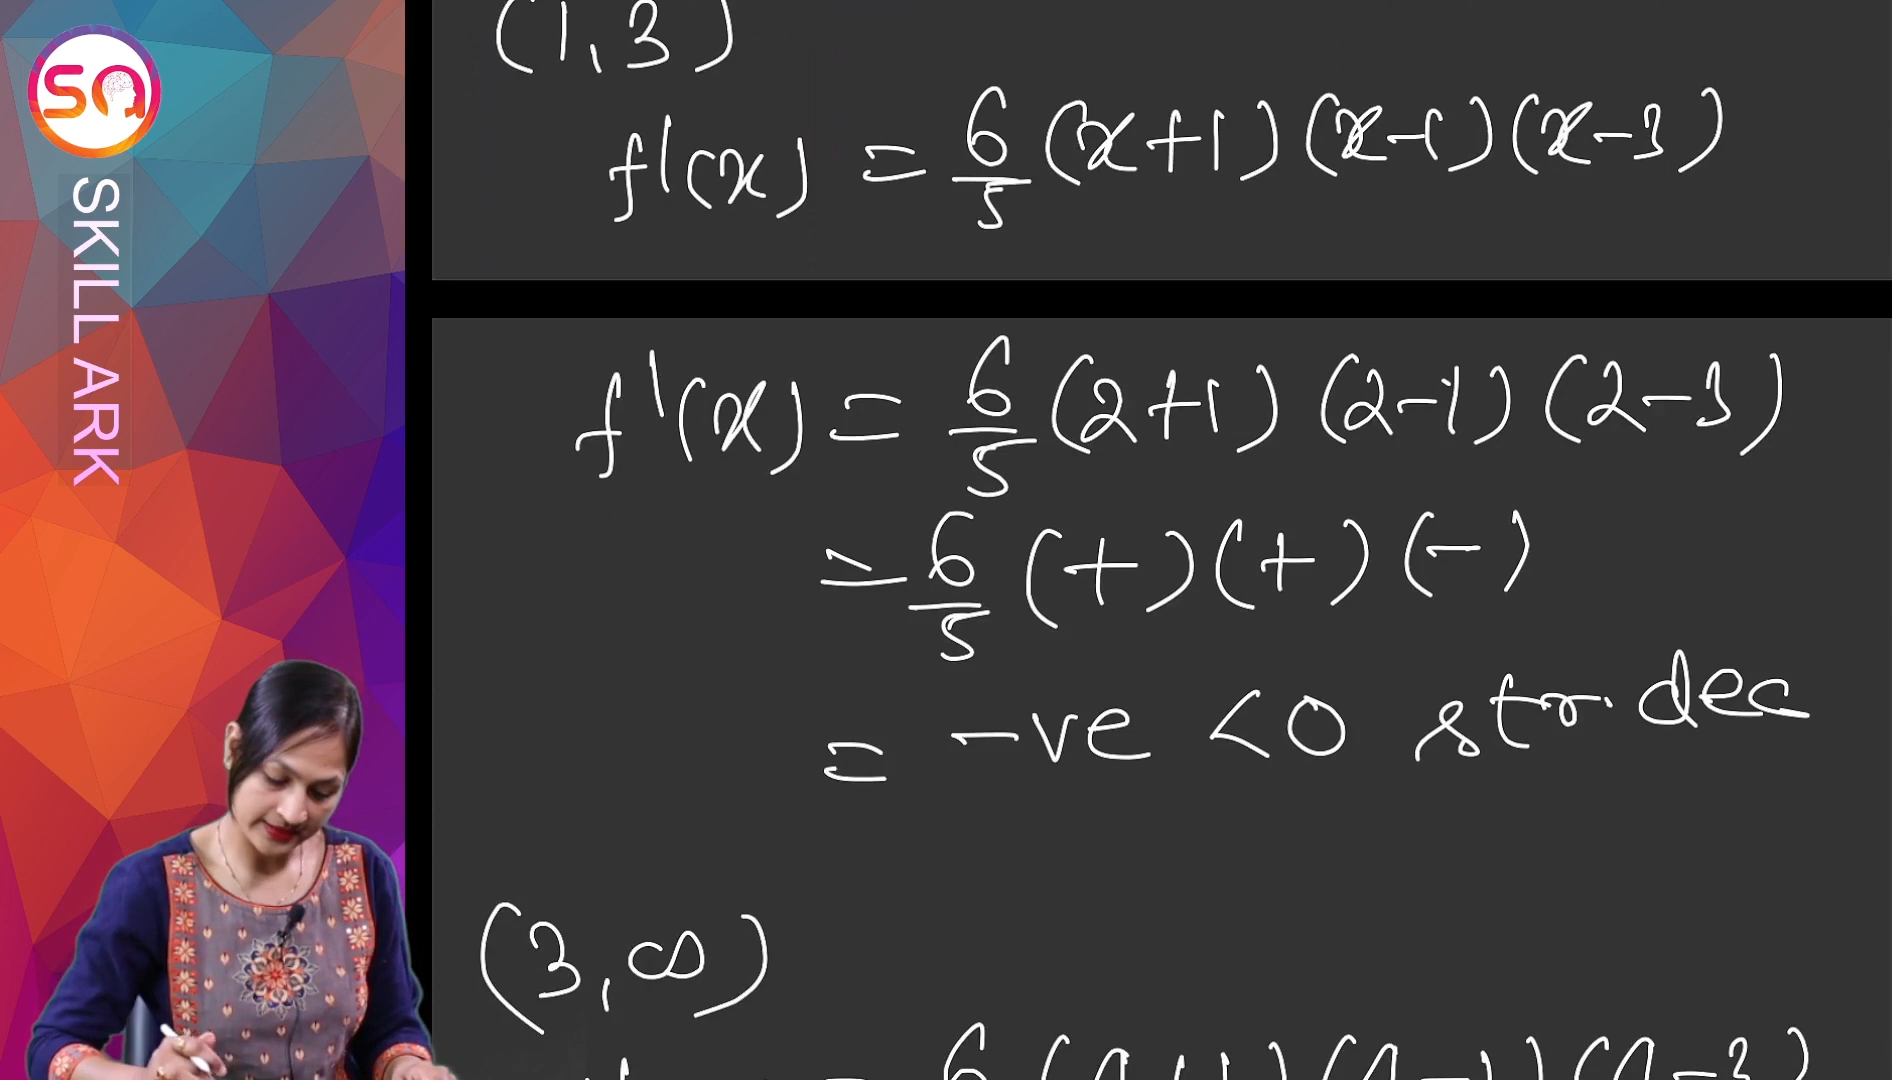 SKILL ARK
(1, 3)
f'(x) = 6/5 (x+1) (x-1) (x-3)
f'(x) = 6/5 (2+1) (2-1) (2-3)
= 6/5 (+) (+) (-)
= -ve < 0 str. dec
(3, ∞)